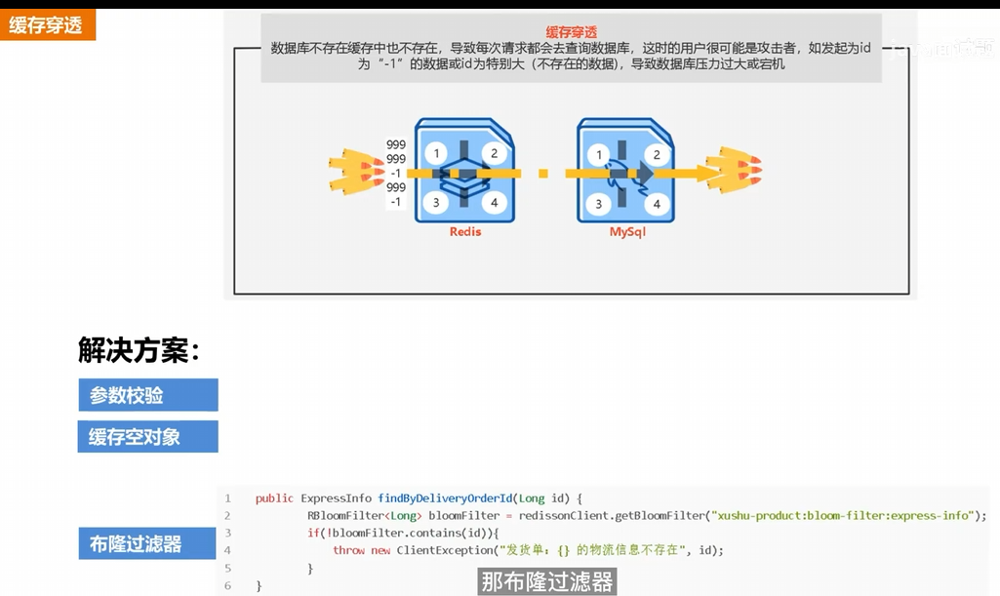 缓存穿透
缓存穿透
数据库不存在缓存中也不存在，导致每次请求都会去查询数据库，这时的用户很可能是攻击者，如发起为id
为“-1”的数据或id为特别大（不存在的数据），导致数据库压力过大或宕机
999
999
-1
999
-1
1 2
3 4
Redis
1 2
3 4
MySql
解决方案：
参数校验
缓存空对象
布隆过滤器
1 public ExpressInfo findByDeliveryOrderId(Long id) {
2 RBloomFilter<Long> bloomFilter = redissonClient.getBloomFilter("xushu-product:bloom-filter:express-info");
3 if(!bloomFilter.contains(id)){
4 throw new ClientException("发货单：{} 的物流信息不存在", id);
5 }
6 }
那布隆过滤器